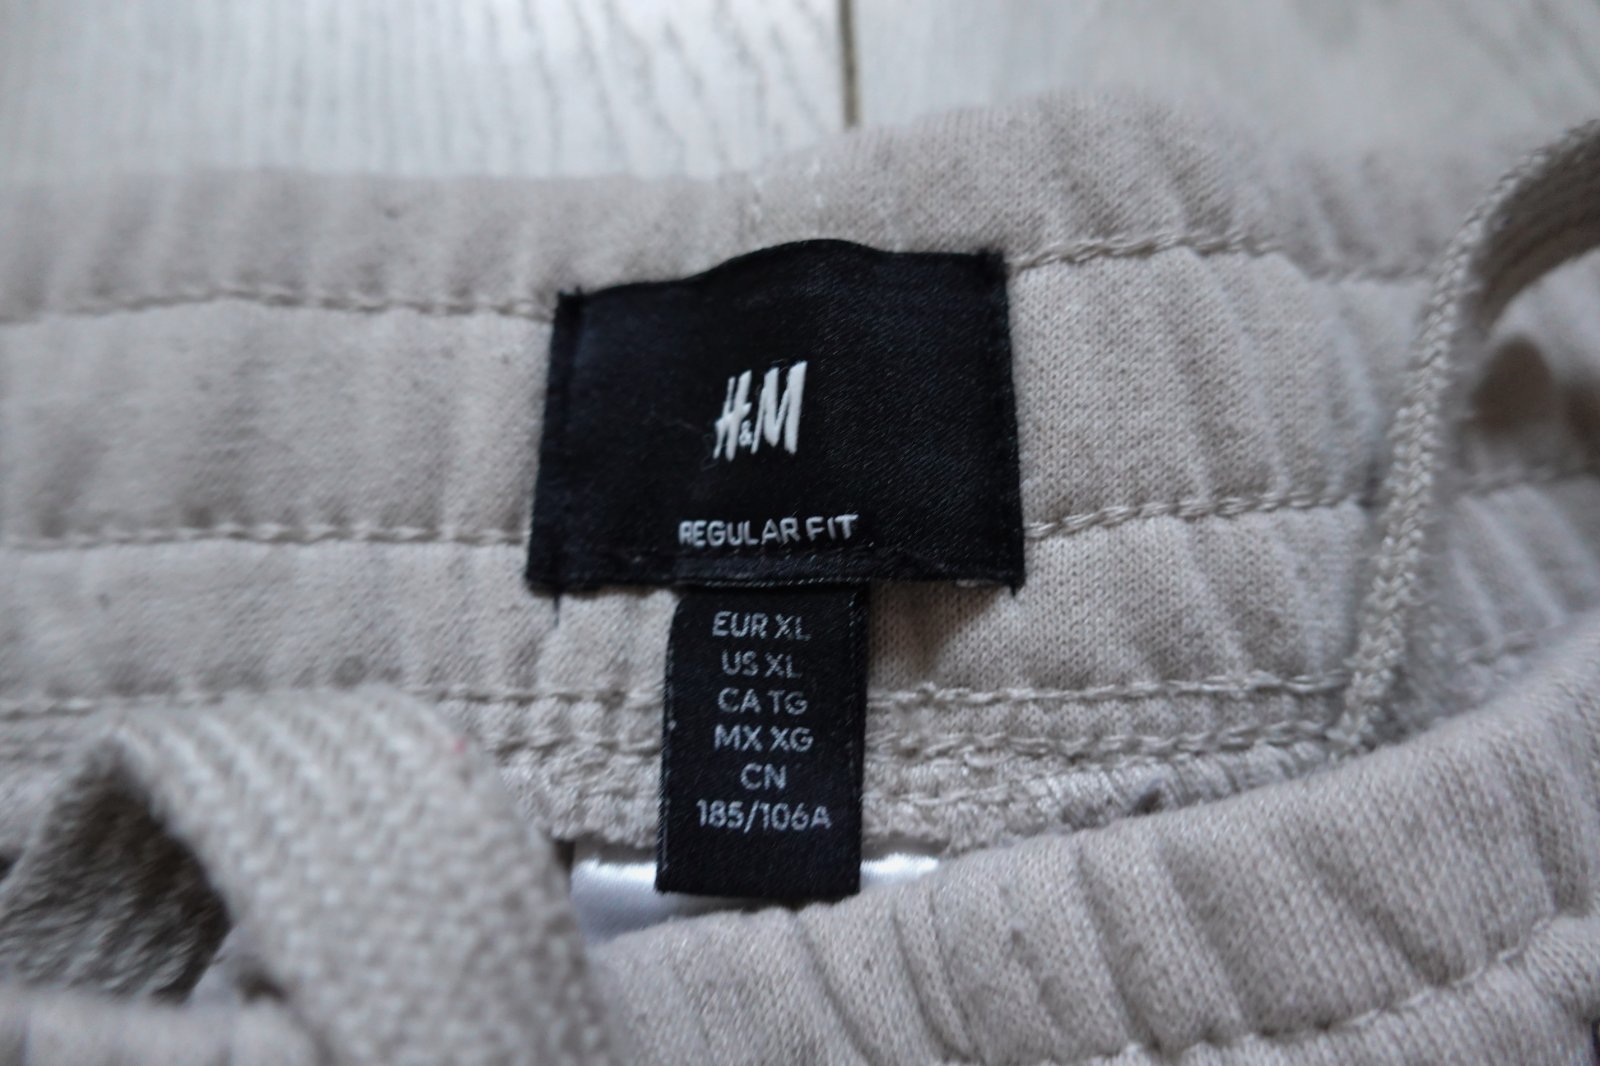 H&M
REGULAR FIT
EUR XL
US XL
CA TG
MX XG
CN
185/106A